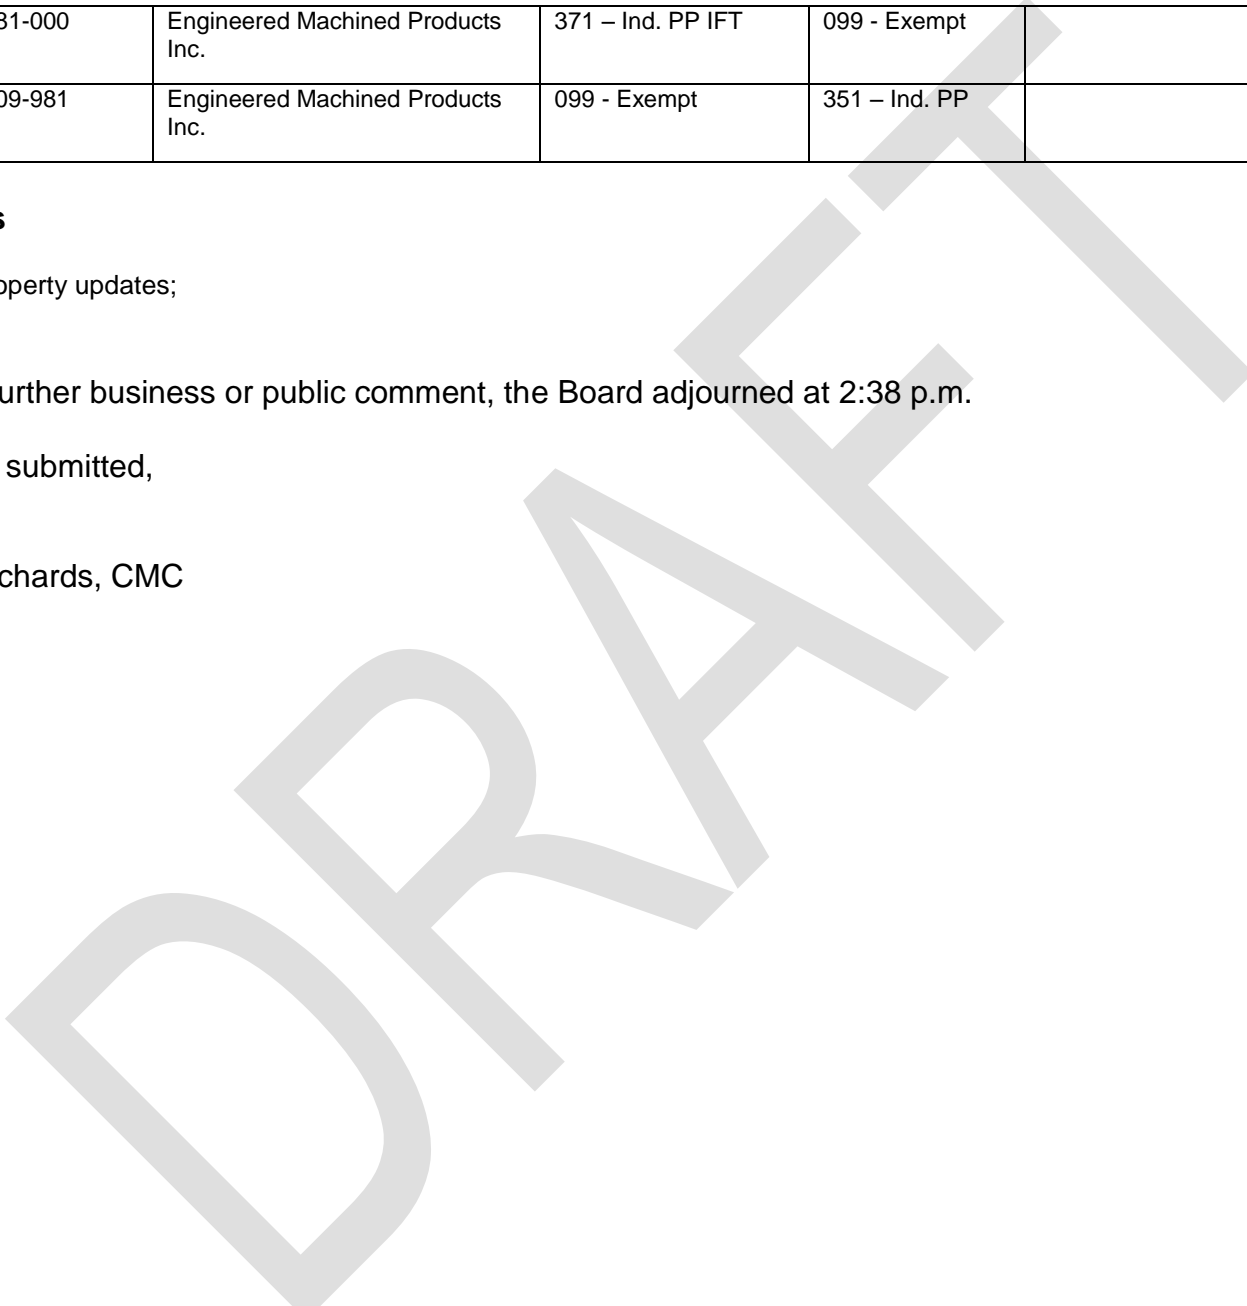 31-000 Engineered Machined Products 371 – Ind. PP IFT 099 - Exempt
Inc.
09-981 Engineered Machined Products 099 - Exempt 351 – Ind. PP
Inc.
s
operty updates;
urther business or public comment, the Board adjourned at 2:38 p.m.
submitted,
chards, CMC
DRAFT